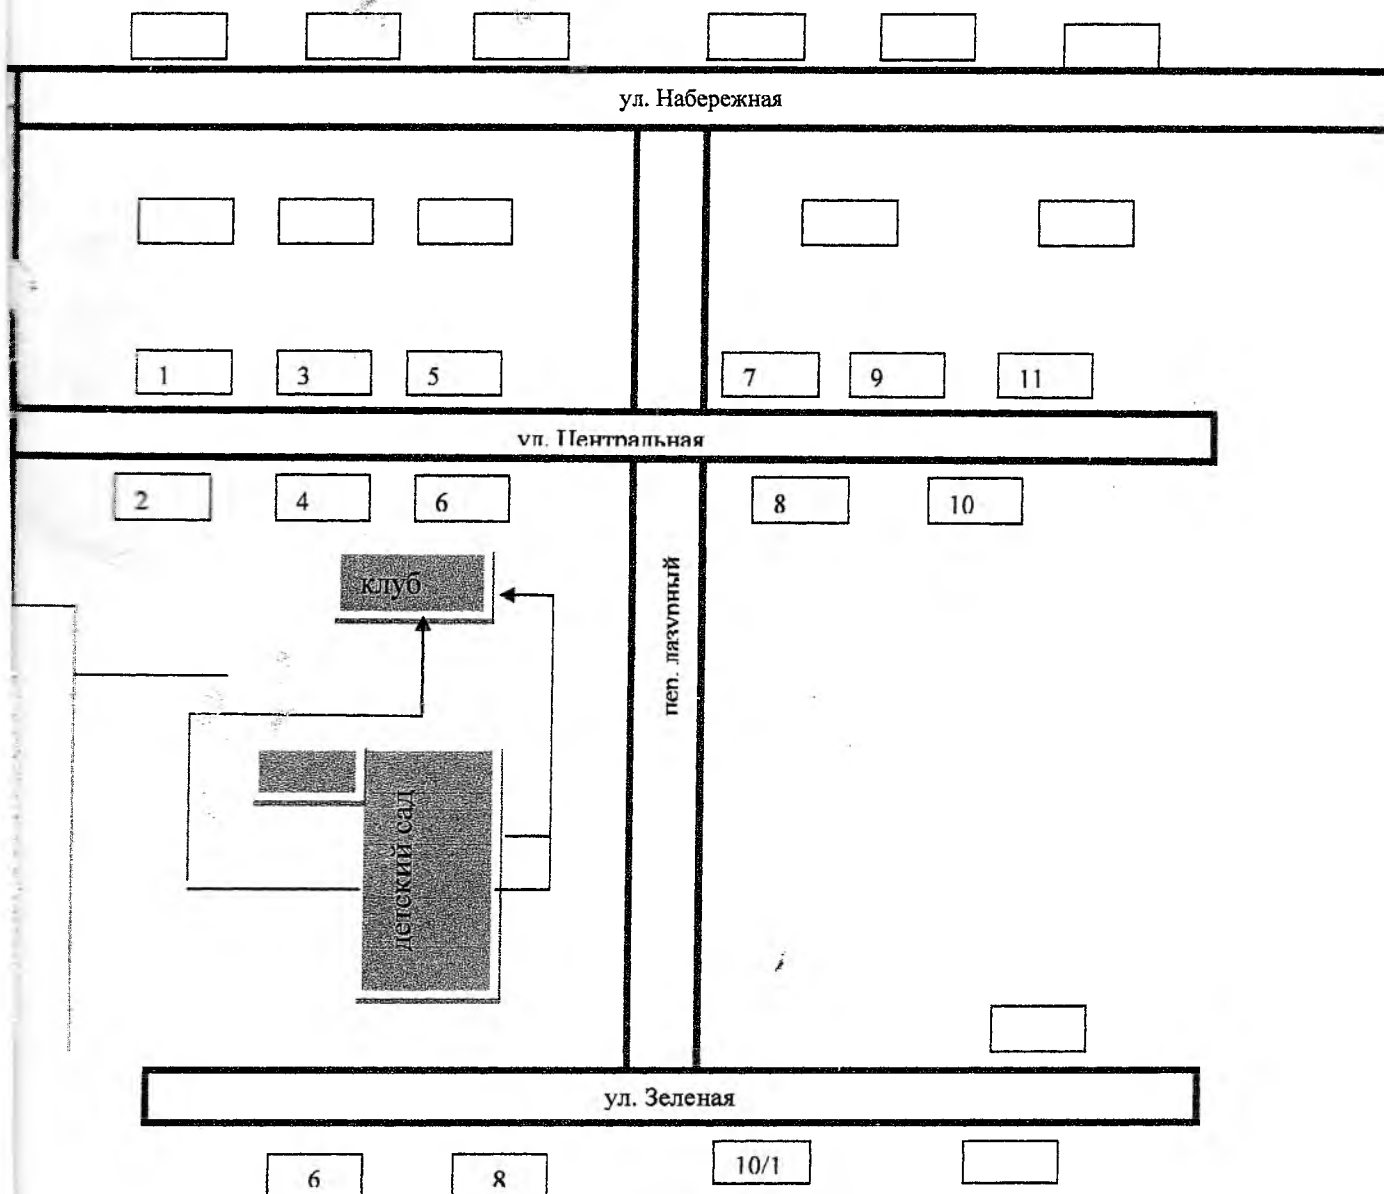 ул. Набережная
1 3 5 7 9 11
ул. Центральная
2 4 6 8 10
клуб
пер. лазурный
детский сад
ул. Зеленая
6 8 10/1